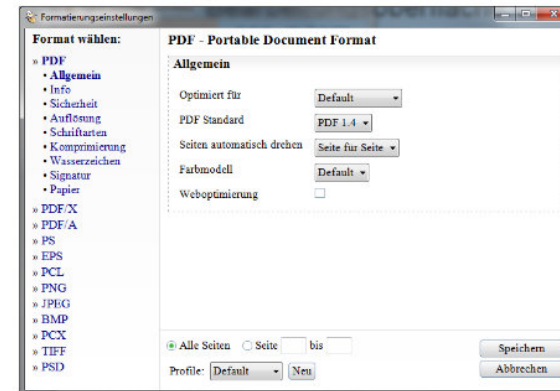 Formatierungseinstellungen
Format wählen:
» PDF
• Allgemein
• Info
• Sicherheit
• Auflösung
• Schriftarten
• Komprimierung
• Wasserzeichen
• Signatur
• Papier
» PDF/X
» PDF/A
» PS
» EPS
» PCL
» PNG
» JPEG
» BMP
» PCX
» TIFF
» PSD
PDF - Portable Document Format
Allgemein
Optimiert für Default
PDF Standard PDF 1.4
Seiten automatisch drehen Seite für Seite
Farbmodell Default
Weboptimierung
Alle Seiten Seite bis
Profile: Default Neu
Speichern
Abbrechen